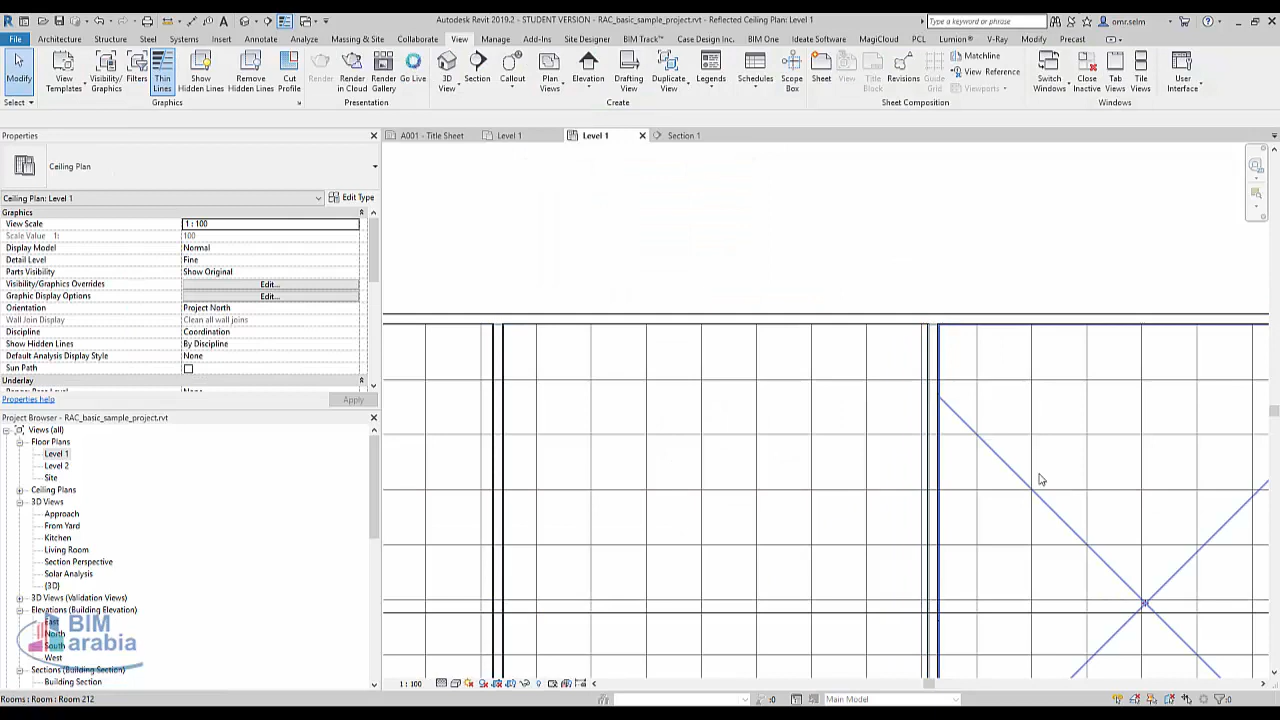 Autodesk Revit 2019.2 - STUDENT VERSION - RAC_basic_sample_project.rvt - Reflected Ceiling Plan: Level 1
Type a keyword or phrase
omr.selm
File Architecture Structure Steel Systems Insert Annotate Analyze Massing & Site Collaborate View Manage Add-Ins Site Designer BIM Track™ Case Design Inc. BIM One Ideate Software MagiCloud PCL Lumion® V-Ray Modify Precast
Modify
View Templates
Visibility/ Graphics
Filters
Thin Lines
Show Hidden Lines
Remove Hidden Lines
Cut Profile
Render
Render in Cloud
Render Gallery
Go Live
3D View
Section
Callout
Plan Views
Elevation
Drafting View
Duplicate View
Legends
Schedules
Scope Box
Sheet
View
Title Block
Revisions
Guide Grid
Matchline
View Reference
Viewports
Switch Windows
Close Inactive
Tab Views
Tile Views
User Interface
Select Graphics Presentation Create Sheet Composition Windows
Properties
A001 - Title Sheet Level 1 Level 1 Section 1
Ceiling Plan
Ceiling Plan: Level 1 Edit Type
Graphics
View Scale 1 : 100
Scale Value 1: 100
Display Model Normal
Detail Level Fine
Parts Visibility Show Original
Visibility/Graphics Overrides Edit...
Graphic Display Options Edit...
Orientation Project North
Wall Join Display Clean all wall joins
Discipline Coordination
Show Hidden Lines By Discipline
Default Analysis Display Style None
Sun Path
Underlay
Properties help Apply
Project Browser - RAC_basic_sample_project.rvt
Views (all)
Floor Plans
Level 1
Level 2
Site
Ceiling Plans
3D Views
Approach
From Yard
Kitchen
Living Room
Section Perspective
Solar Analysis
{3D}
3D Views (Validation Views)
Elevations (Building Elevation)
East
North
South
West
Sections (Building Section)
Building Section
BIM
arabia
1 : 100
Rooms : Room : Room 212
:0
Main Model
:0